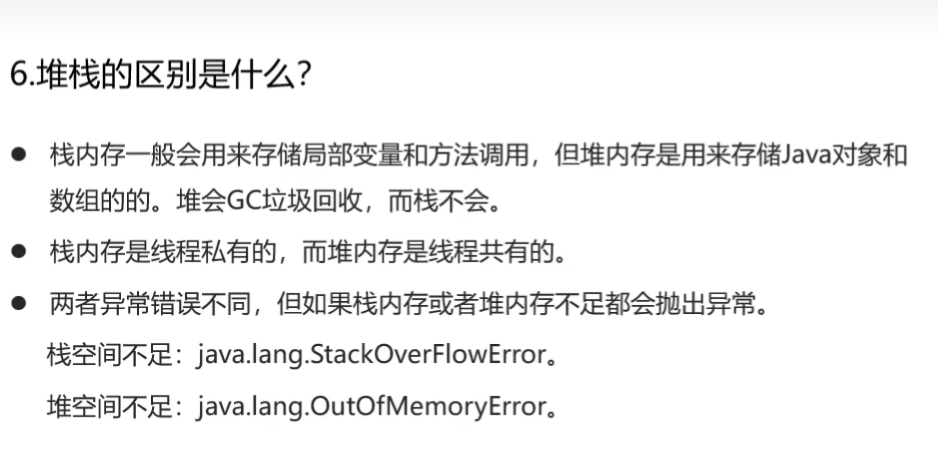 6.堆栈的区别是什么？
● 栈内存一般会用来存储局部变量和方法调用，但堆内存是用来存储Java对象和
数组的的。堆会GC垃圾回收，而栈不会。
● 栈内存是线程私有的，而堆内存是线程共有的。
● 两者异常错误不同，但如果栈内存或者堆内存不足都会抛出异常。
栈空间不足：java.lang.StackOverFlowError。
堆空间不足：java.lang.OutOfMemoryError。